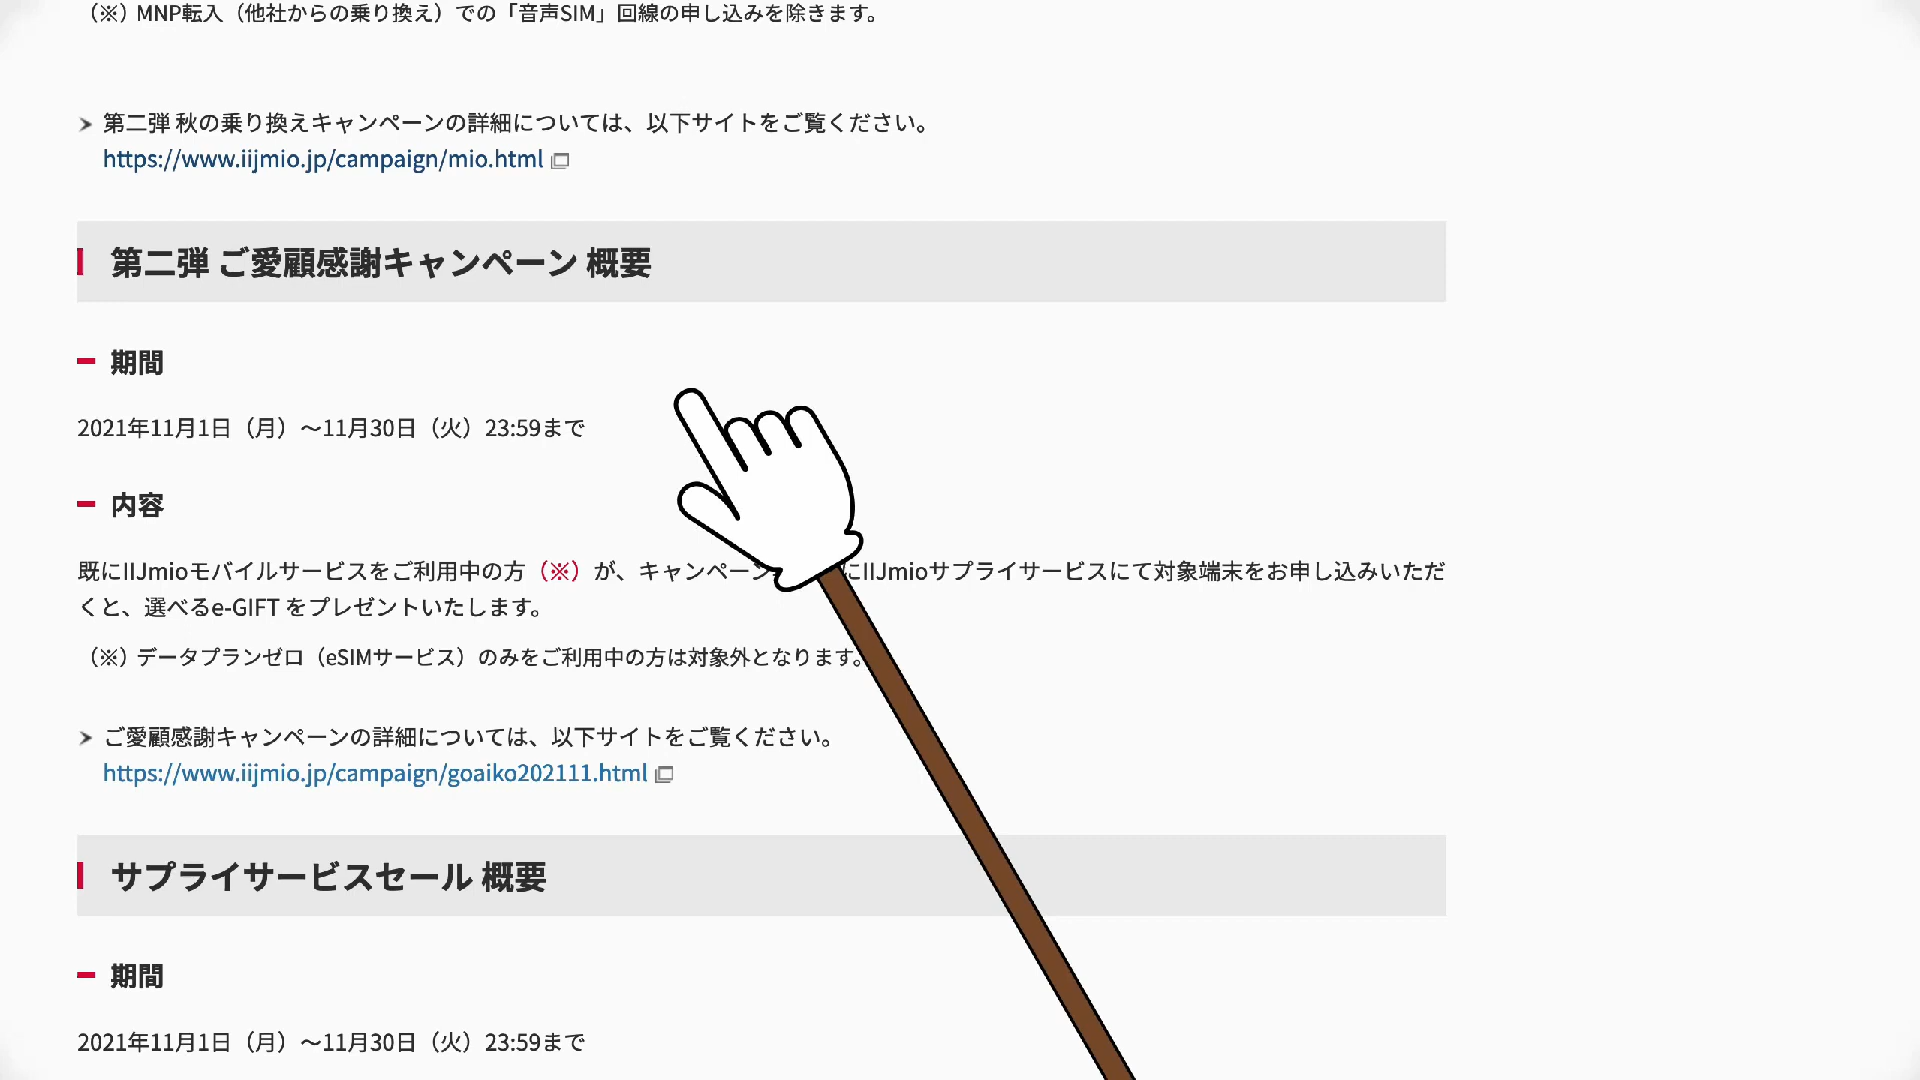 （※）MNP転入（他社からの乗り換え）での「音声SIM」回線の申し込みを除きます。
第二弾 秋の乗り換えキャンペーンの詳細については、以下サイトをご覧ください。
https://www.iijmio.jp/campaign/mio.html
第二弾 ご愛顧感謝キャンペーン 概要
期間
2021年11月1日（月）～11月30日（火）23:59まで
内容
既にIIJmioモバイルサービスをご利用中の方（※）が、キャンペーン にIIJmioサプライサービスにて対象端末をお申し込みいただ
くと、選べるe-GIFT をプレゼントいたします。
（※）データプランゼロ（eSIMサービス）のみをご利用中の方は対象外となります。
ご愛顧感謝キャンペーンの詳細については、以下サイトをご覧ください。
https://www.iijmio.jp/campaign/goaiko202111.html
サプライサービスセール 概要
期間
2021年11月1日（月）～11月30日（火）23:59まで